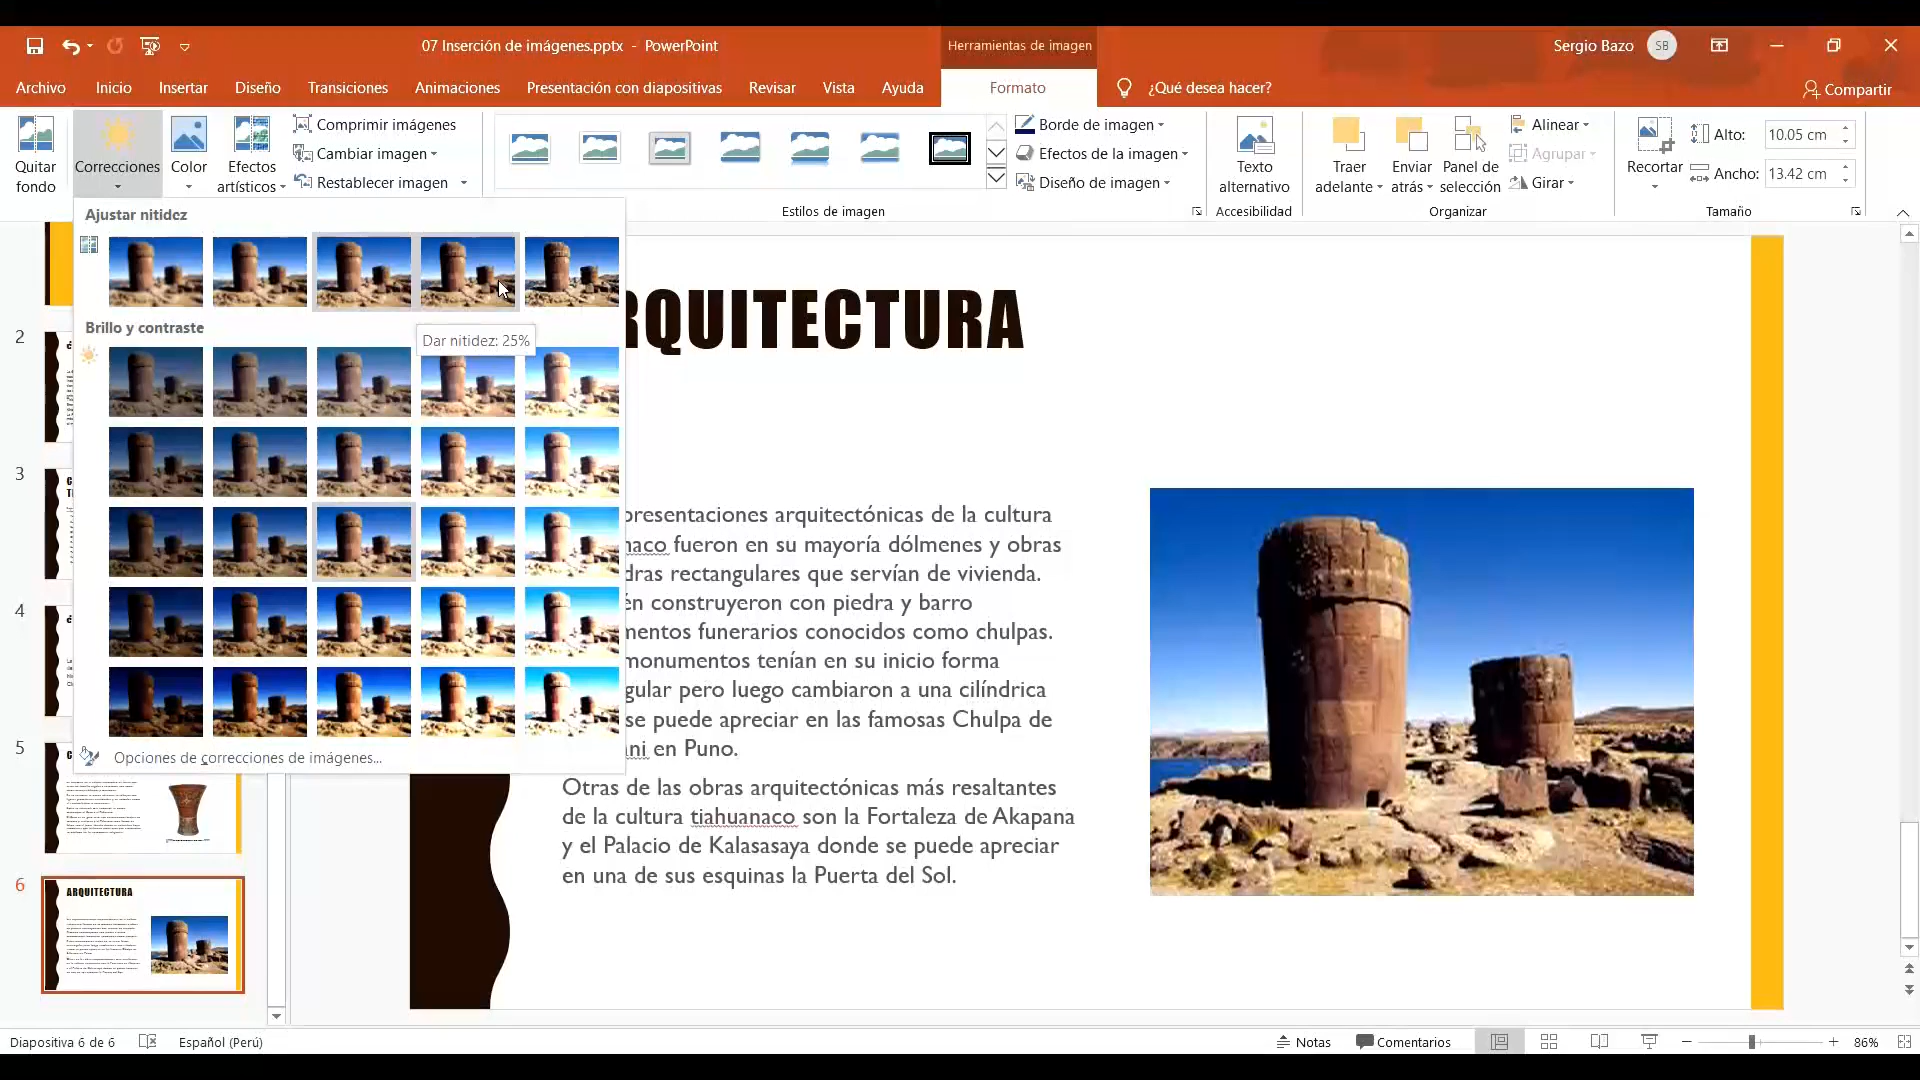 07 Inserción de imágenes.pptx - PowerPoint
Herramientas de imagen
Sergio Bazo
SB
Archivo
Inicio
Insertar
Diseño
Transiciones
Animaciones
Presentación con diapositivas
Revisar
Vista
Ayuda
Formato
¿Qué desea hacer?
Compartir
Quitar fondo
Correcciones
Color
Efectos artísticos
Comprimir imágenes
Cambiar imagen
Restablecer imagen
Borde de imagen
Efectos de la imagen
Diseño de imagen
Estilos de imagen
Texto alternativo
Accesibilidad
Traer adelante
Enviar atrás
Panel de selección
Alinear
Agrupar
Girar
Organizar
Recortar
Alto: 10.05 cm
Ancho: 13.42 cm
Tamaño
Ajustar nitidez
Dar nitidez: 25%
Brillo y contraste
Opciones de correcciones de imágenes...
2
3
4
5
6
ARQUITECTURA
RQUITECTURA
presentaciones arquitectónicas de la cultura
naco fueron en su mayoría dólmenes y obras
dras rectangulares que servían de vivienda.
én construyeron con piedra y barro
mentos funerarios conocidos como chulpas.
monumentos tenían en su inicio forma
gular pero luego cambiaron a una cilíndrica
se puede apreciar en las famosas Chulpa de
ani en Puno.
Otras de las obras arquitectónicas más resaltantes
de la cultura tiahuanaco son la Fortaleza de Akapana
y el Palacio de Kalasasaya donde se puede apreciar
en una de sus esquinas la Puerta del Sol.
Diapositiva 6 de 6
Español (Perú)
Notas
Comentarios
86%